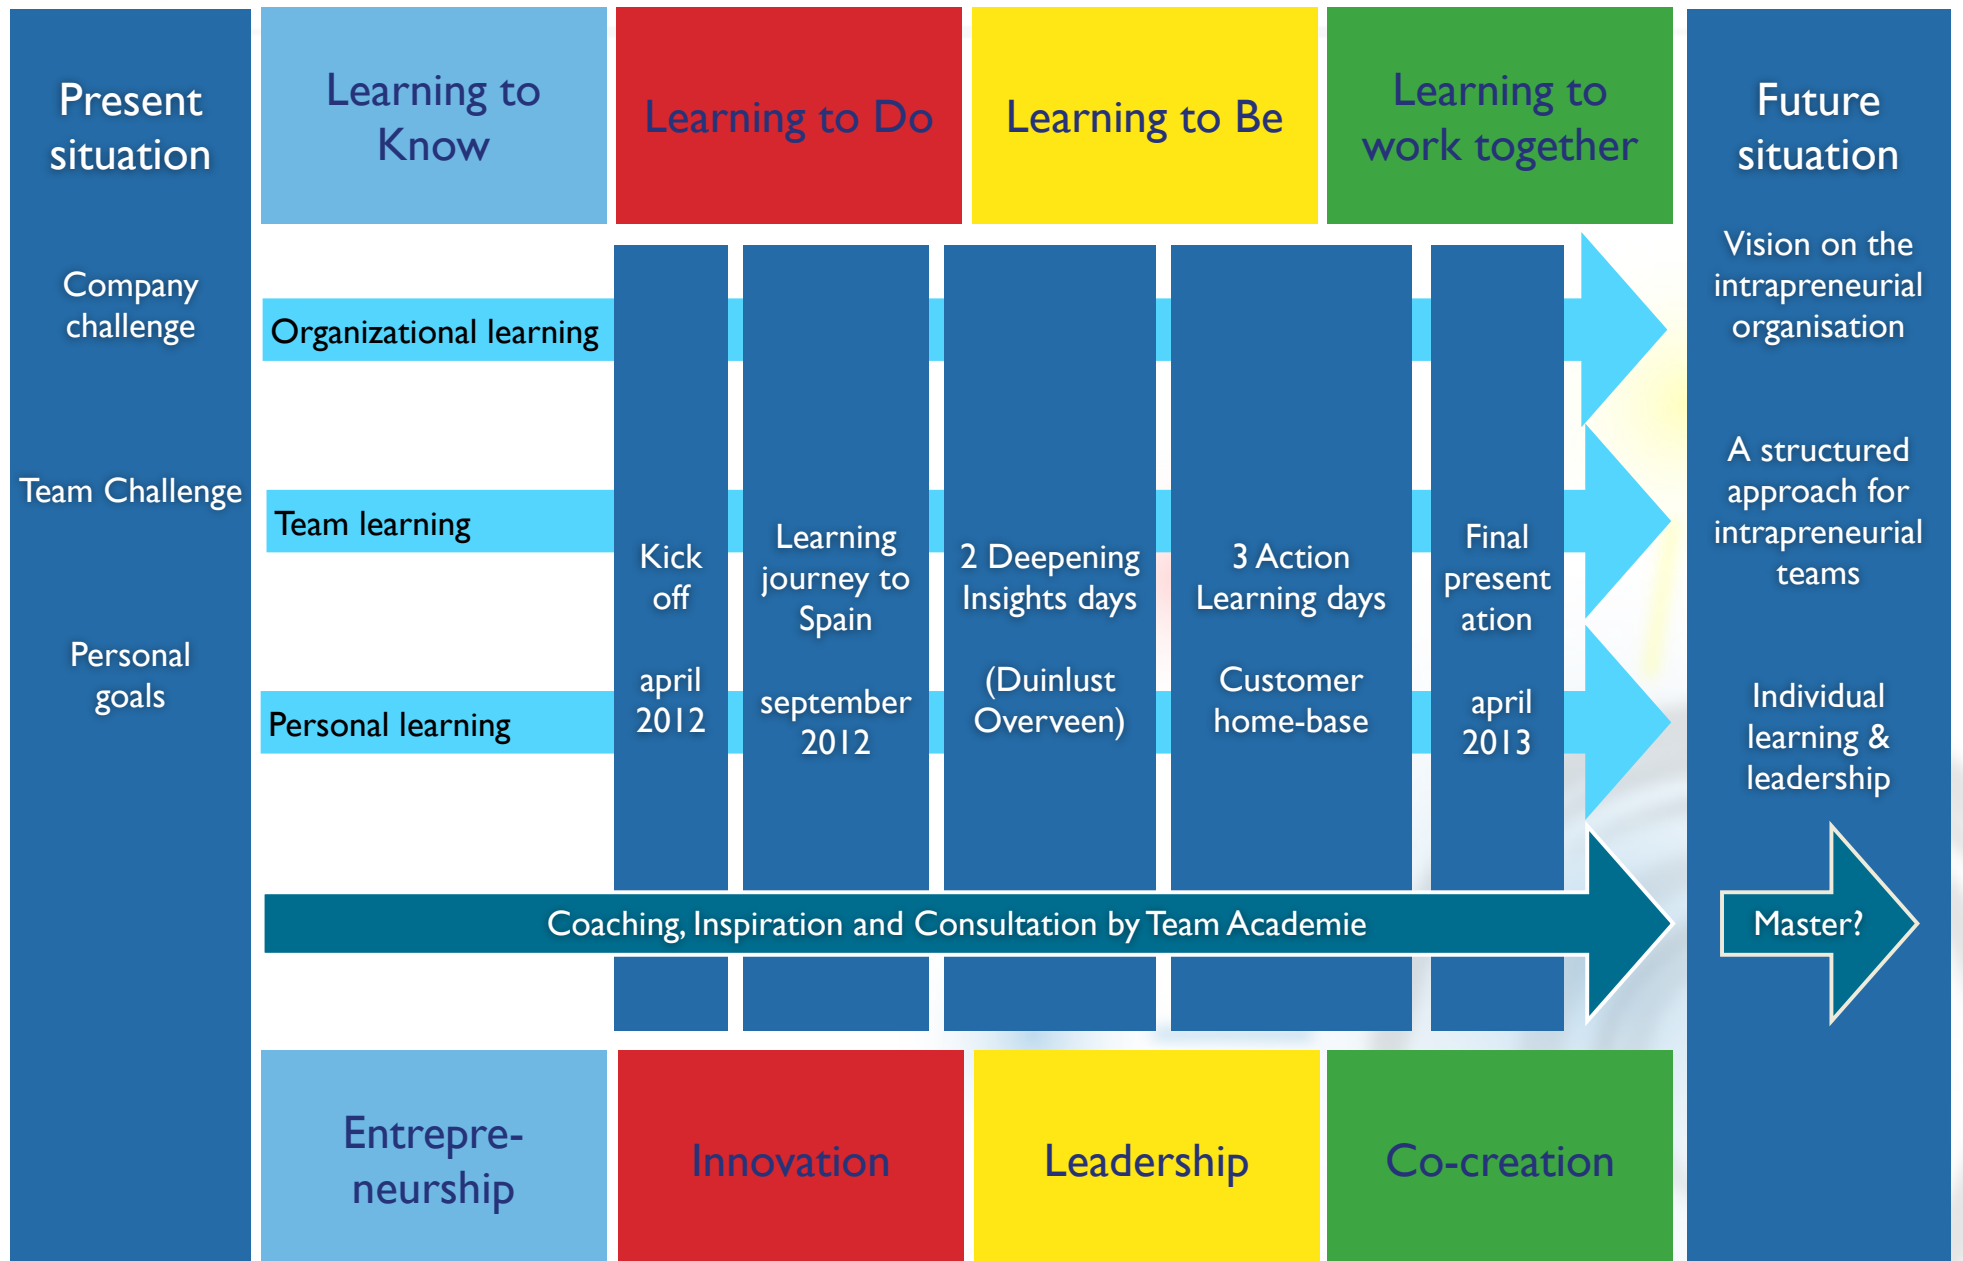 Present
situation
Company
challenge
Team Challenge
Personal
goals
Learning to
Know
Learning to Do
Learning to Be
Learning to
work together
Organizational learning
Team learning
Personal learning
Kick
off
april
2012
Learning
journey to
Spain
september
2012
2 Deepening
Insights days
(Duinlust
Overveen)
3 Action
Learning days
Customer
home-base
Final
present
ation
april
2013
Coaching, Inspiration and Consultation by Team Academie
Entrepre-
neurship
Innovation
Leadership
Co-creation
Future
situation
Vision on the
intrapreneurial
organisation
A structured
approach for
intrapreneurial
teams
Individual
learning &
leadership
Master?